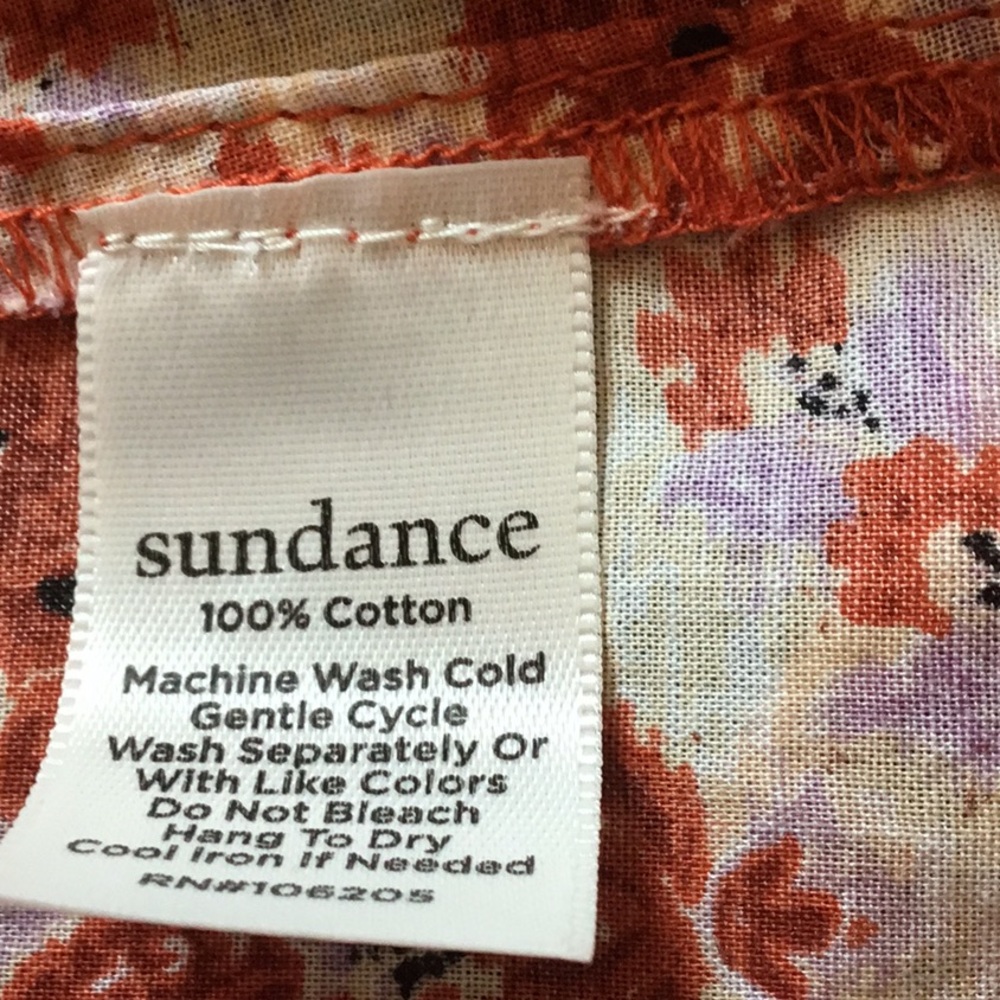 sundance
100% Cotton
Machine Wash Cold
Gentle Cycle
Wash Separately Or
With Like Colors
Do Not Bleach
Hang To Dry
Cool Iron If Needed
RN#106205